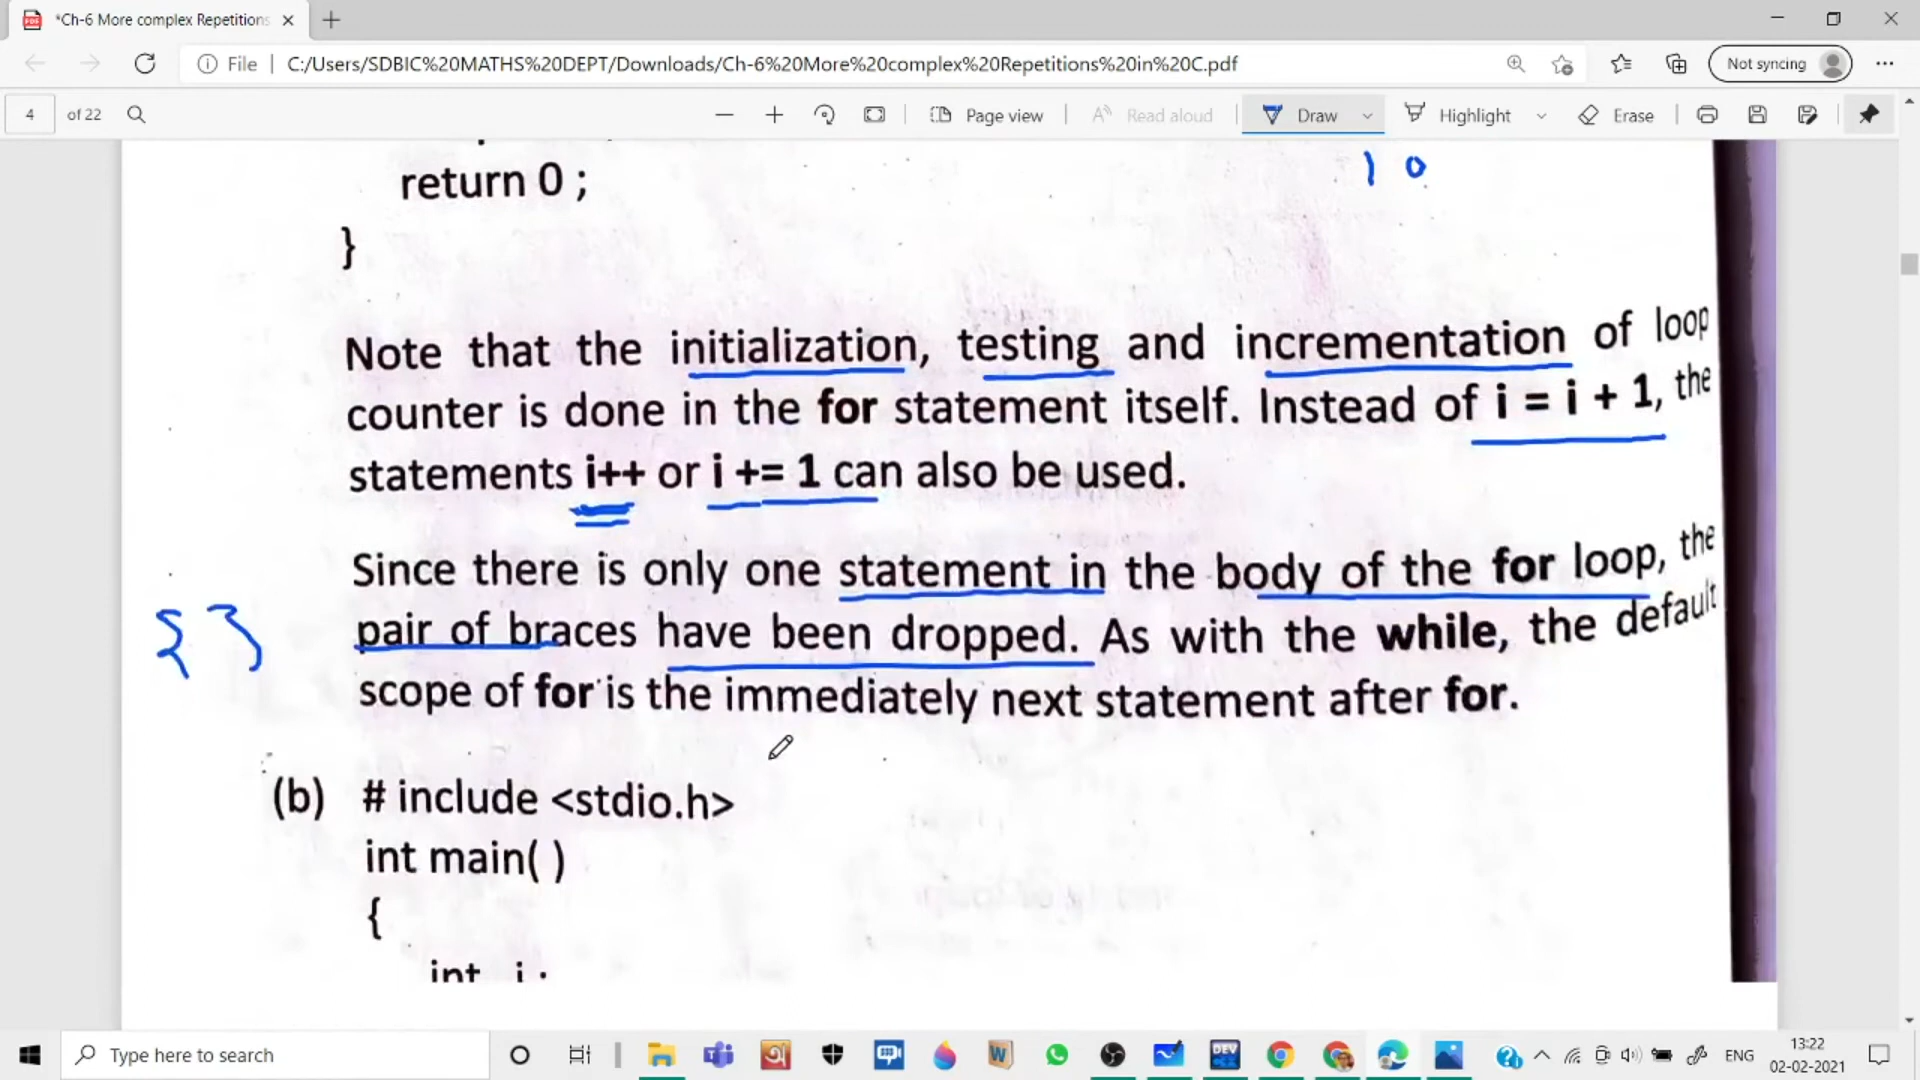 *Ch-6 More complex Repetitions
File
C:/Users/SDBIC%20MATHS%20DEPT/Downloads/Ch-6%20More%20complex%20Repetitions%20in%20C.pdf
Not syncing
4 of 22
Page view
Read aloud
Draw
Highlight
Erase
1 0
return 0 ;
}
Note that the initialization, testing and incrementation of loop
counter is done in the for statement itself. Instead of i = i + 1, the
statements i++ or i += 1 can also be used.
Since there is only one statement in the body of the for loop, the
{ } pair of braces have been dropped. As with the while, the default
scope of for is the immediately next statement after for.
(b) # include <stdio.h>
int main( )
{
int i ;
Type here to search
DEV
ENG
13:22
02-02-2021